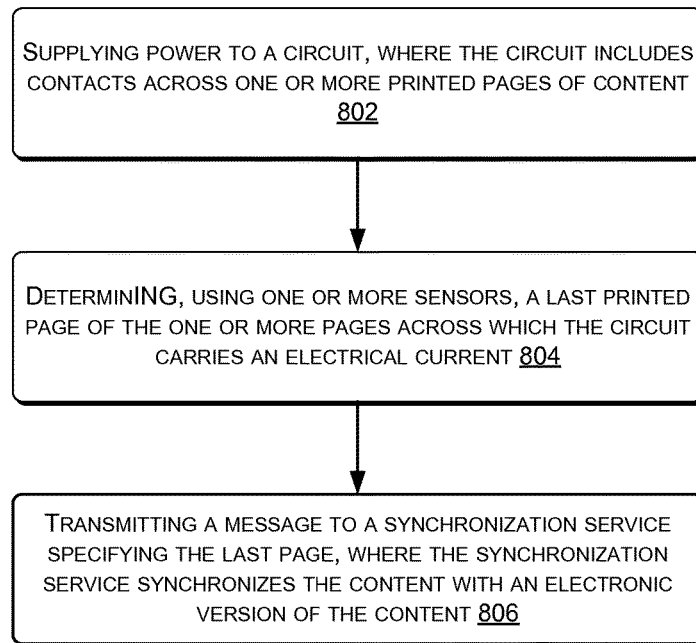 SUPPLYING POWER TO A CIRCUIT, WHERE THE CIRCUIT INCLUDES
CONTACTS ACROSS ONE OR MORE PRINTED PAGES OF CONTENT
802
DETERMINING, USING ONE OR MORE SENSORS, A LAST PRINTED
PAGE OF THE ONE OR MORE PAGES ACROSS WHICH THE CIRCUIT
CARRIES AN ELECTRICAL CURRENT 804
TRANSMITTING A MESSAGE TO A SYNCHRONIZATION SERVICE
SPECIFYING THE LAST PAGE, WHERE THE SYNCHRONIZATION
SERVICE SYNCHRONIZES THE CONTENT WITH AN ELECTRONIC
VERSION OF THE CONTENT 806